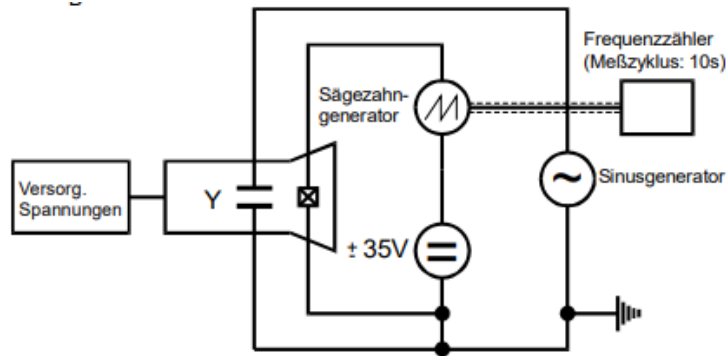 Frequenzzähler
(Meßzyklus: 10s)
Sägezahn-
generator
Versorg.
Spannungen
Y
Sinusgenerator
± 35V